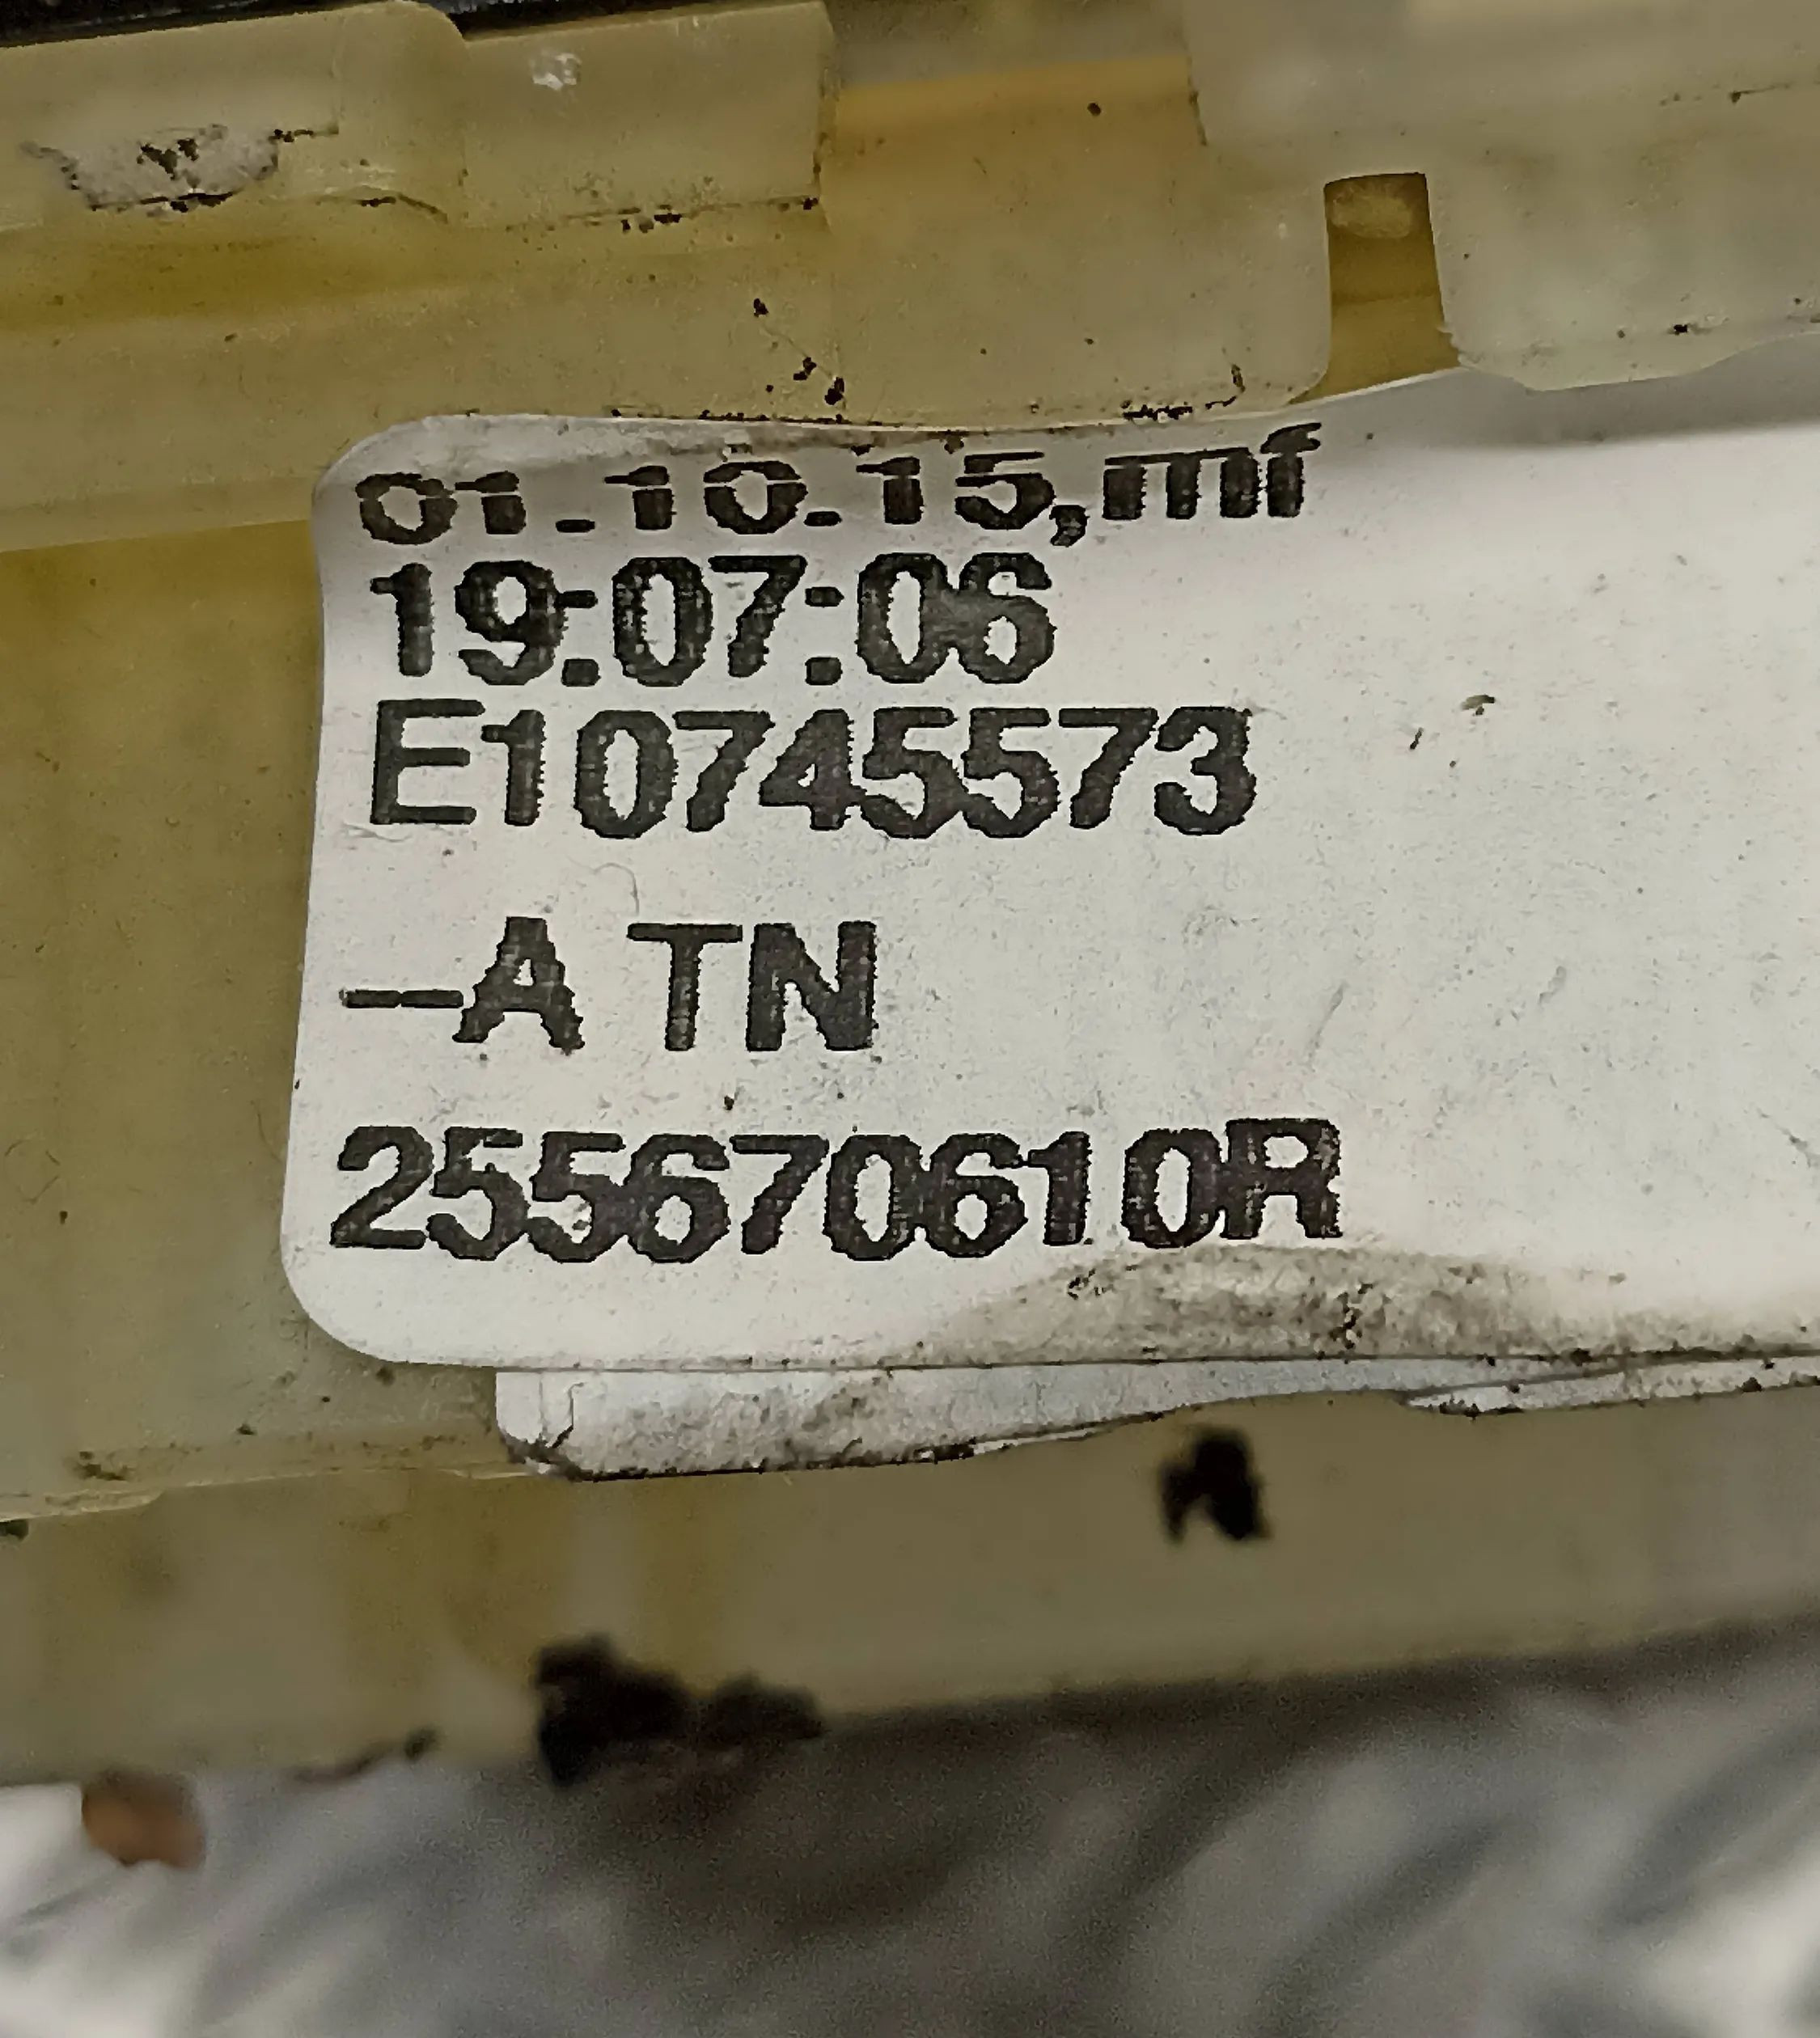 01.10.15,mf
19:07:06
E10745573
—A TN
255670610R